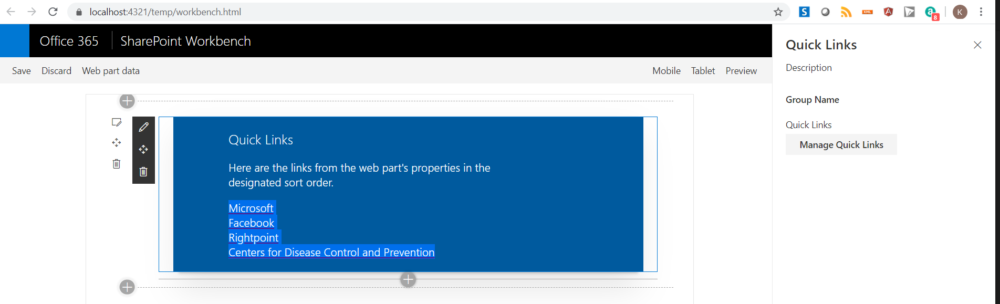 localhost:4321/temp/workbench.html
S
XML
A
a
8
K
Office 365 SharePoint Workbench
Save Discard Web part data
Mobile Tablet Preview
Quick Links
Here are the links from the web part's properties in the
designated sort order.
Microsoft
Facebook
Rightpoint
Centers for Disease Control and Prevention
Quick Links
Description
Group Name
Quick Links
Manage Quick Links